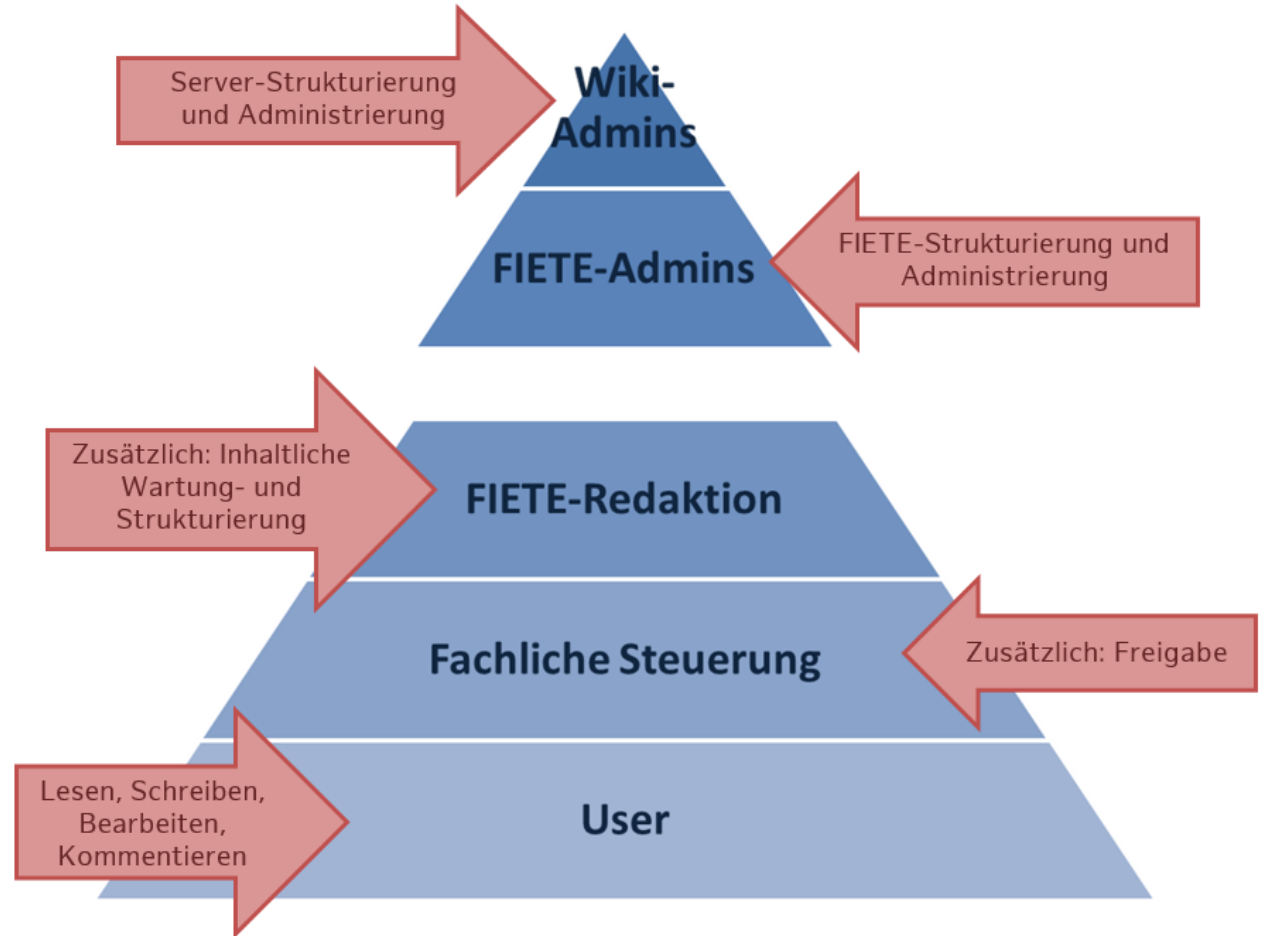 Server-Strukturierung
und Administrierung
Wiki-
Admins
FIETE-Admins
FIETE-Strukturierung und
Administrierung
Zusätzlich: Inhaltliche
Wartung- und
Strukturierung
FIETE-Redaktion
Fachliche Steuerung
Zusätzlich: Freigabe
Lesen, Schreiben,
Bearbeiten,
Kommentieren
User